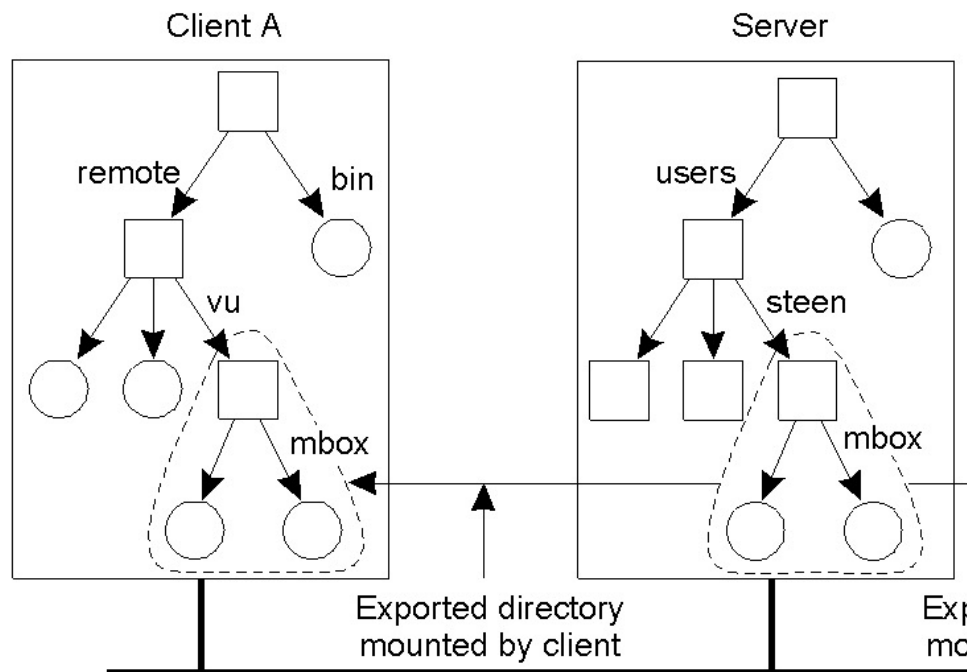 Client A
Server
remote
bin
users
vu
steen
mbox
mbox
Exported directory
mounted by client